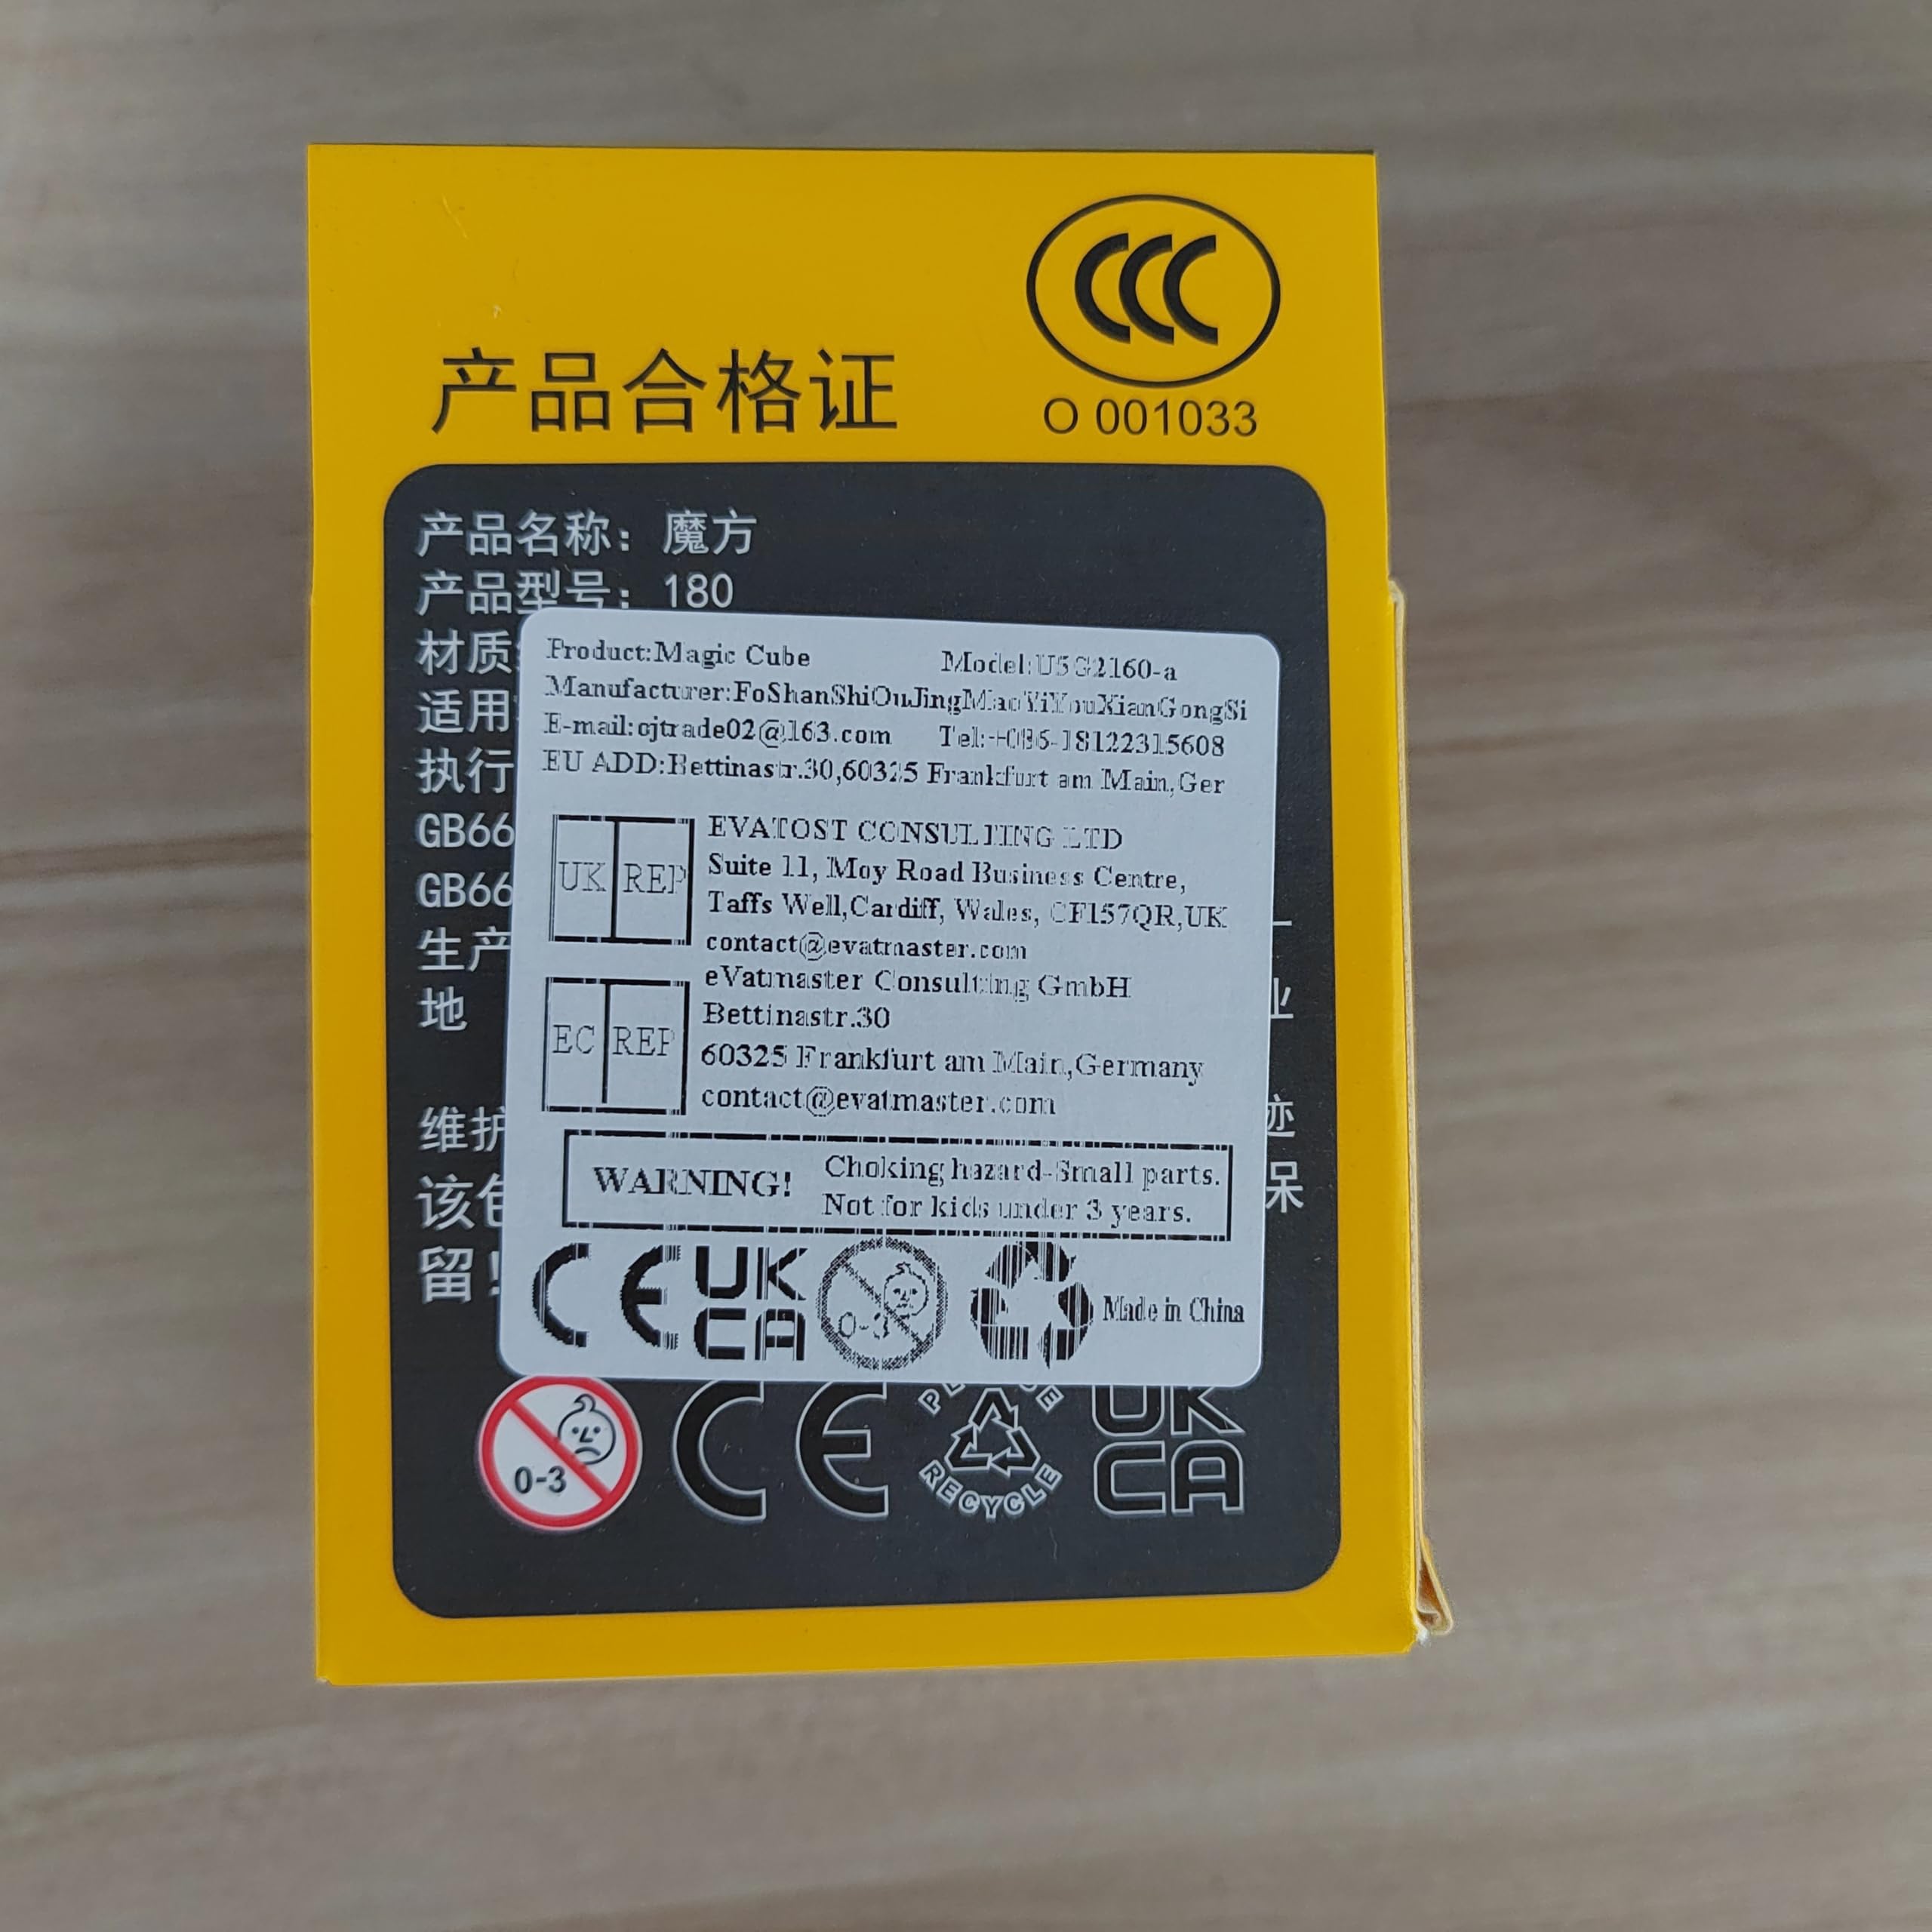 CCC
O 001033
产品合格证
产品名称：魔方
产品型号：180
材质
适用
执行
GB66
GB66
生产
地
业
维护
迹
该包
保
留！
Product:Magic Cube Model:U5G2160-a
Manufacturer:FoShanShiOuJingMaoYiYouXianGongSi
E-mail:ojtrade02@163.com Tel:+086-18122315608
EU ADD:Bettinastr.30,60325 Frankfurt am Main,Ger
UK REP
EVATOST CONSULTING LTD
Suite 11, Moy Road Business Centre,
Taffs Well,Cardiff, Wales, CF157QR,UK
contact@evatmaster.com
EC REP
eVatmaster Consulting GmbH
Bettinastr.30
60325 Frankfurt am Main,Germany
contact@evatmaster.com
WARNING!
Choking hazard-Small parts.
Not for kids under 3 years.
CE UK CA 0-3 Made in China
0-3 CE RECYCLE UK CA